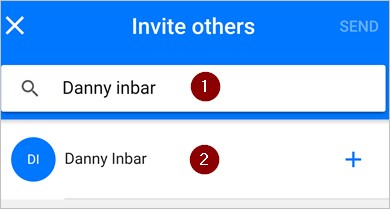 Invite others SEND
Danny inbar 1
DI Danny Inbar 2